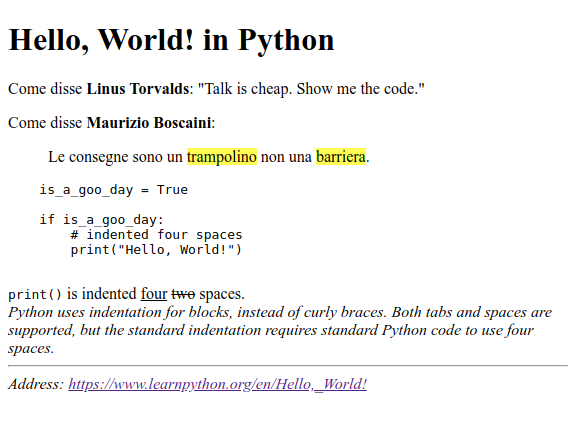 Hello, World! in Python
Come disse Linus Torvalds: "Talk is cheap. Show me the code."
Come disse Maurizio Boscaini:
Le consegne sono un trampolino non una barriera.
is_a_goo_day = True
if is_a_goo_day:
# indented four spaces
print("Hello, World!")
print() is indented four two spaces.
Python uses indentation for blocks, instead of curly braces. Both tabs and spaces are
supported, but the standard indentation requires standard Python code to use four
spaces.
Address: https://www.learnpython.org/en/Hello,_World!